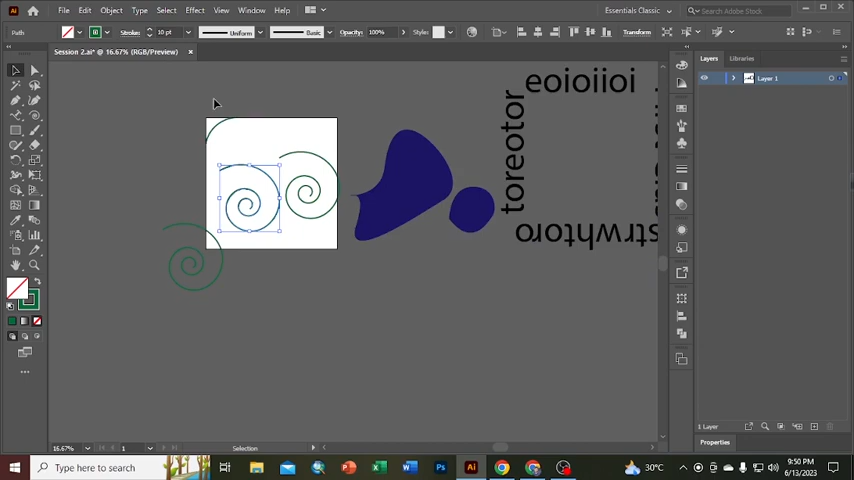 Ai File Edit Object Type Select Effect View Window Help Essentials Classic Search Adobe Stock
Path Stroke: 10 pt Uniform Basic Opacity: 100% Style: Transform
Session 2.ai* @ 16.67% (RGB/Preview) ×
Layers Libraries
Layer 1
eoioiioi
toreotor
strwhtoro
1 Layer
Properties
16.67% 1 Selection
Type here to search
30°C
9:50 PM
6/13/2023